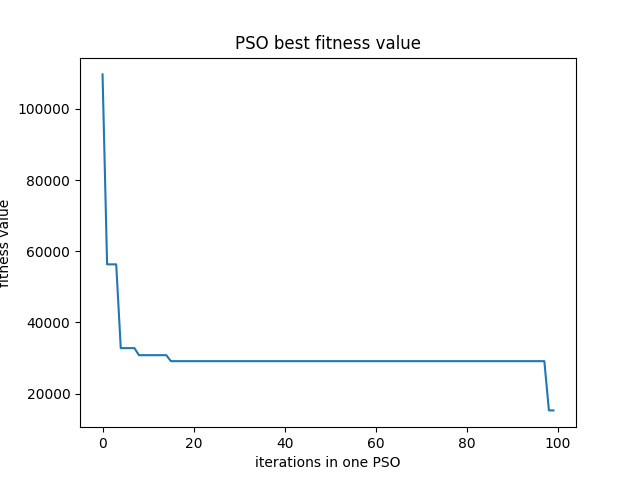 PSO best fitness value
100000
80000
60000
40000
20000
fitness value
0 20 40 60 80 100
iterations in one PSO